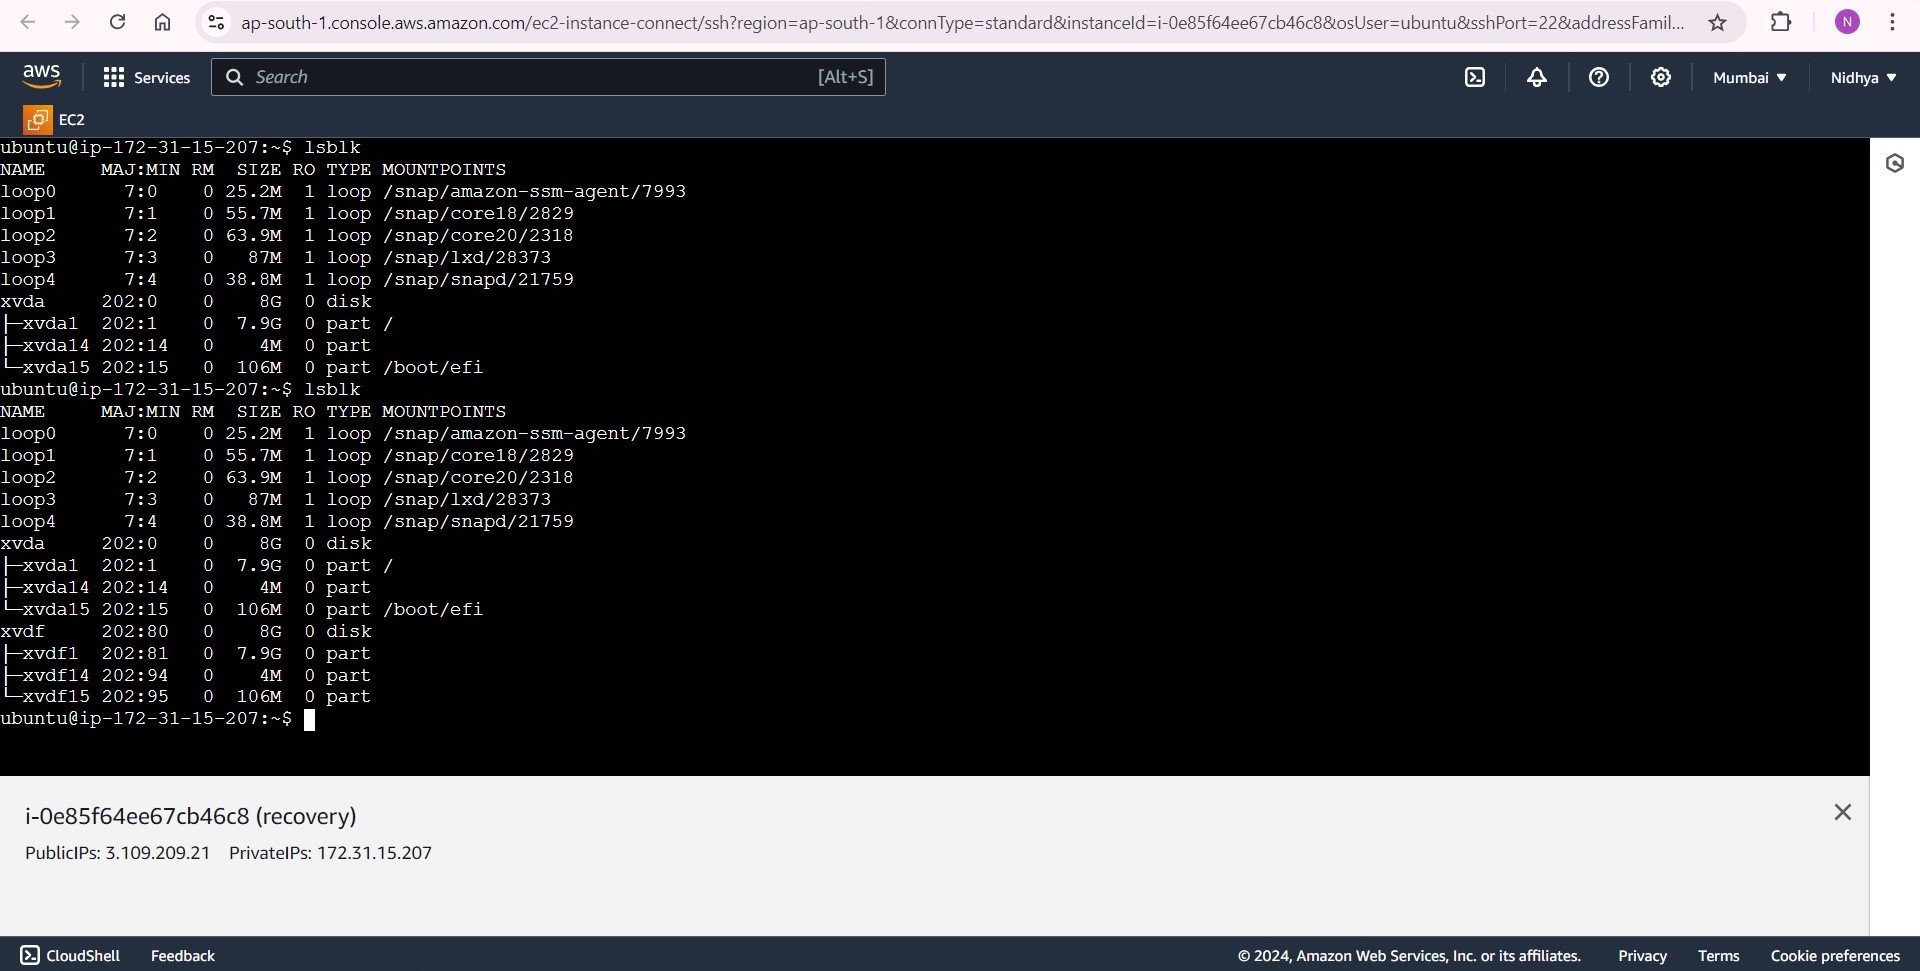 ap-south-1.console.aws.amazon.com/ec2-instance-connect/ssh?region=ap-south-1&connType=standard&instanceId=i-0e85f64ee67cb46c8&osUser=ubuntu&sshPort=22&addressFamil... N
aws Services Search [Alt+S] Mumbai ▼ Nidhya ▼
EC2
ubuntu@ip-172-31-15-207:~$ lsblk
NAME     MAJ:MIN RM   SIZE RO TYPE MOUNTPOINTS
loop0      7:0    0 25.2M  1 loop /snap/amazon-ssm-agent/7993
loop1      7:1    0 55.7M  1 loop /snap/core18/2829
loop2      7:2    0 63.9M  1 loop /snap/core20/2318
loop3      7:3    0   87M  1 loop /snap/lxd/28373
loop4      7:4    0 38.8M  1 loop /snap/snapd/21759
xvda     202:0    0     8G  0 disk
├─xvda1  202:1    0  7.9G  0 part /
├─xvda14 202:14   0     4M  0 part
└─xvda15 202:15   0  106M  0 part /boot/efi
ubuntu@ip-172-31-15-207:~$ lsblk
NAME     MAJ:MIN RM   SIZE RO TYPE MOUNTPOINTS
loop0      7:0    0 25.2M  1 loop /snap/amazon-ssm-agent/7993
loop1      7:1    0 55.7M  1 loop /snap/core18/2829
loop2      7:2    0 63.9M  1 loop /snap/core20/2318
loop3      7:3    0   87M  1 loop /snap/lxd/28373
loop4      7:4    0 38.8M  1 loop /snap/snapd/21759
xvda     202:0    0     8G  0 disk
├─xvda1  202:1    0  7.9G  0 part /
├─xvda14 202:14   0     4M  0 part
└─xvda15 202:15   0  106M  0 part /boot/efi
xvdf     202:80   0     8G  0 disk
├─xvdf1  202:81   0  7.9G  0 part
├─xvdf14 202:94   0     4M  0 part
└─xvdf15 202:95   0  106M  0 part
ubuntu@ip-172-31-15-207:~$
i-0e85f64ee67cb46c8 (recovery)
PublicIPs: 3.109.209.21 PrivateIPs: 172.31.15.207
CloudShell Feedback © 2024, Amazon Web Services, Inc. or its affiliates. Privacy Terms Cookie preferences